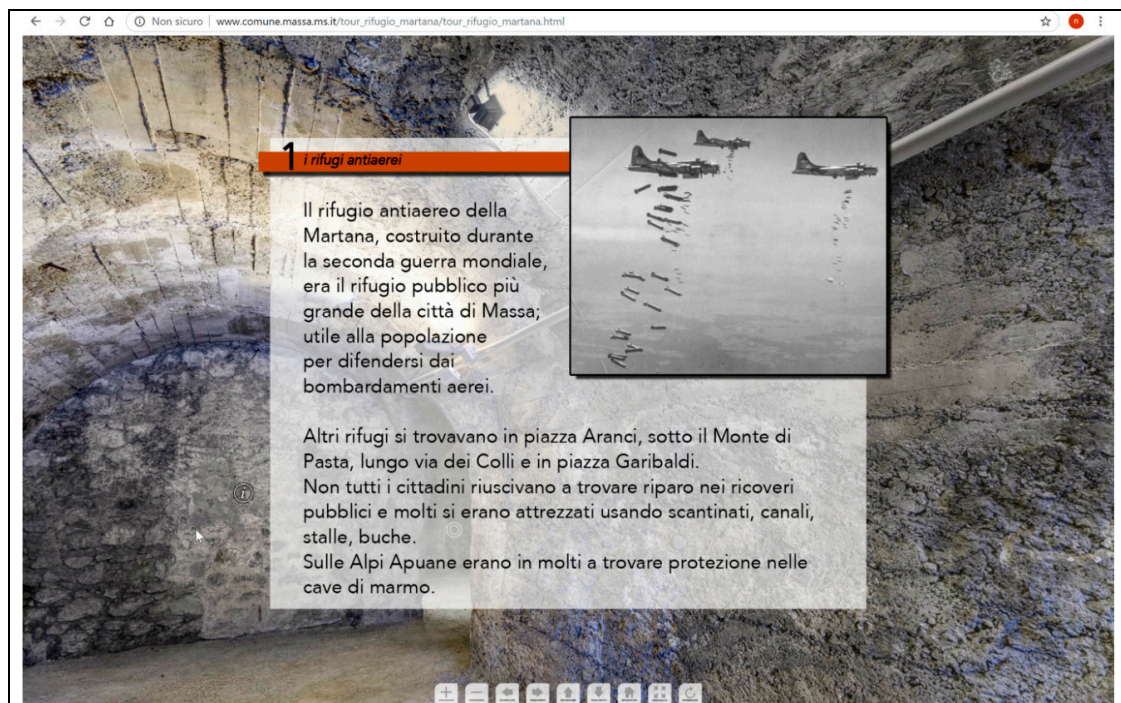 Non sicuro www.comune.massa.ms.it/tour_rifugio_martana/tour_rifugio_martana.html
n
1 i rifugi antiaerei
Il rifugio antiaereo della
Martana, costruito durante
la seconda guerra mondiale,
era il rifugio pubblico più
grande della città di Massa;
utile alla popolazione
per difendersi dai
bombardamenti aerei.
Altri rifugi si trovavano in piazza Aranci, sotto il Monte di
Pasta, lungo via dei Colli e in piazza Garibaldi.
Non tutti i cittadini riuscivano a trovare riparo nei ricoveri
pubblici e molti si erano attrezzati usando scantinati, canali,
stalle, buche.
Sulle Alpi Apuane erano in molti a trovare protezione nelle
cave di marmo.